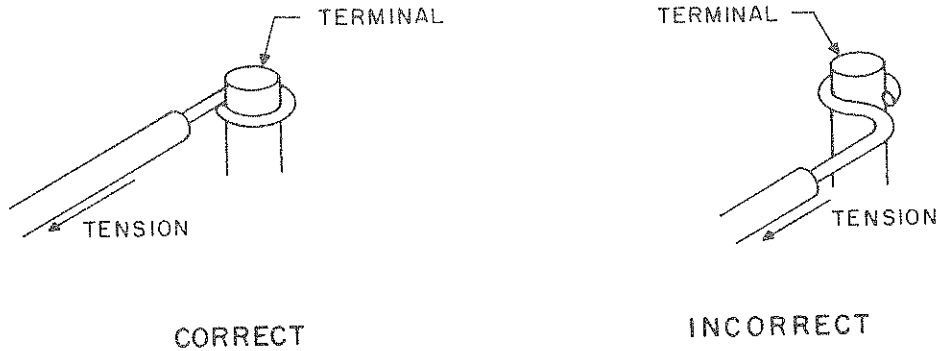 TERMINAL
TERMINAL
TENSION
TENSION
CORRECT
INCORRECT